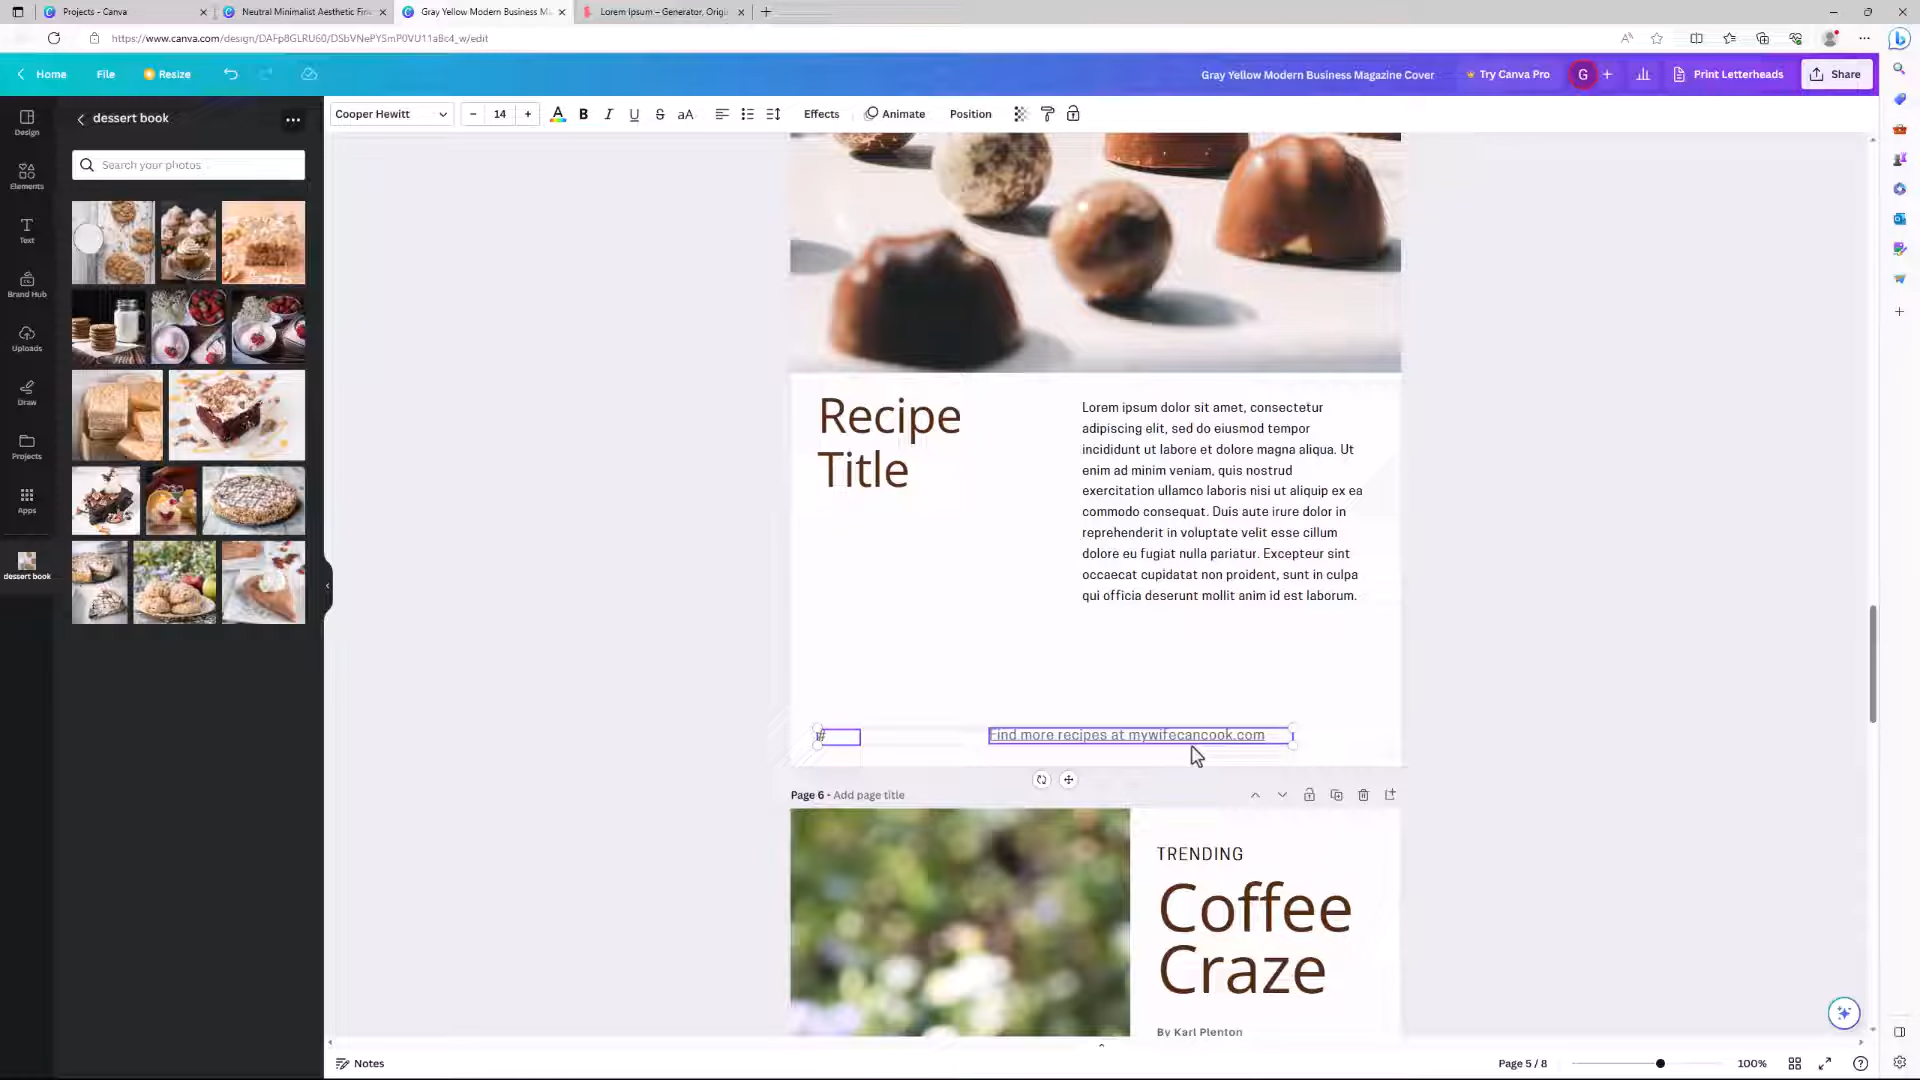 Projects - Canva
Neutral Minimalist Aesthetic Fin
Gray Yellow Modern Business M
Lorem Ipsum – Generator, Origi
https://www.canva.com/design/DAFp8GLRU60/DSbVNePYSmP0VU11a8c4_w/edit
Home
File
Resize
Gray Yellow Modern Business Magazine Cover
Try Canva Pro
G
Print Letterheads
Share
Design
Elements
Text
Brand Hub
Uploads
Draw
Projects
Apps
dessert book
dessert book
Search your photos
Cooper Hewitt
14
A
B
I
U
S
aA
Effects
Animate
Position
Recipe
Title
Lorem ipsum dolor sit amet, consectetur
adipiscing elit, sed do eiusmod tempor
incididunt ut labore et dolore magna aliqua. Ut
enim ad minim veniam, quis nostrud
exercitation ullamco laboris nisi ut aliquip ex ea
commodo consequat. Duis aute irure dolor in
reprehenderit in voluptate velit esse cillum
dolore eu fugiat nulla pariatur. Excepteur sint
occaecat cupidatat non proident, sunt in culpa
qui officia deserunt mollit anim id est laborum.
#
Find more recipes at mywifecancook.com
Page 6 - Add page title
TRENDING
Coffee
Craze
By Karl Plenton
Notes
Page 5 / 8
100%